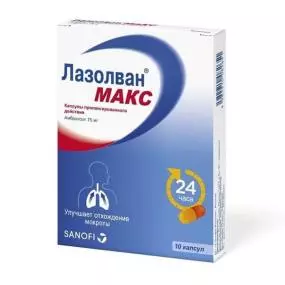 Лазолван®
МАКС
Капсулы пролонгированного
действия
Амброксол 75 мг
24
часа
Улучшает отхождение
мокроты
SANOFI
10 капсул